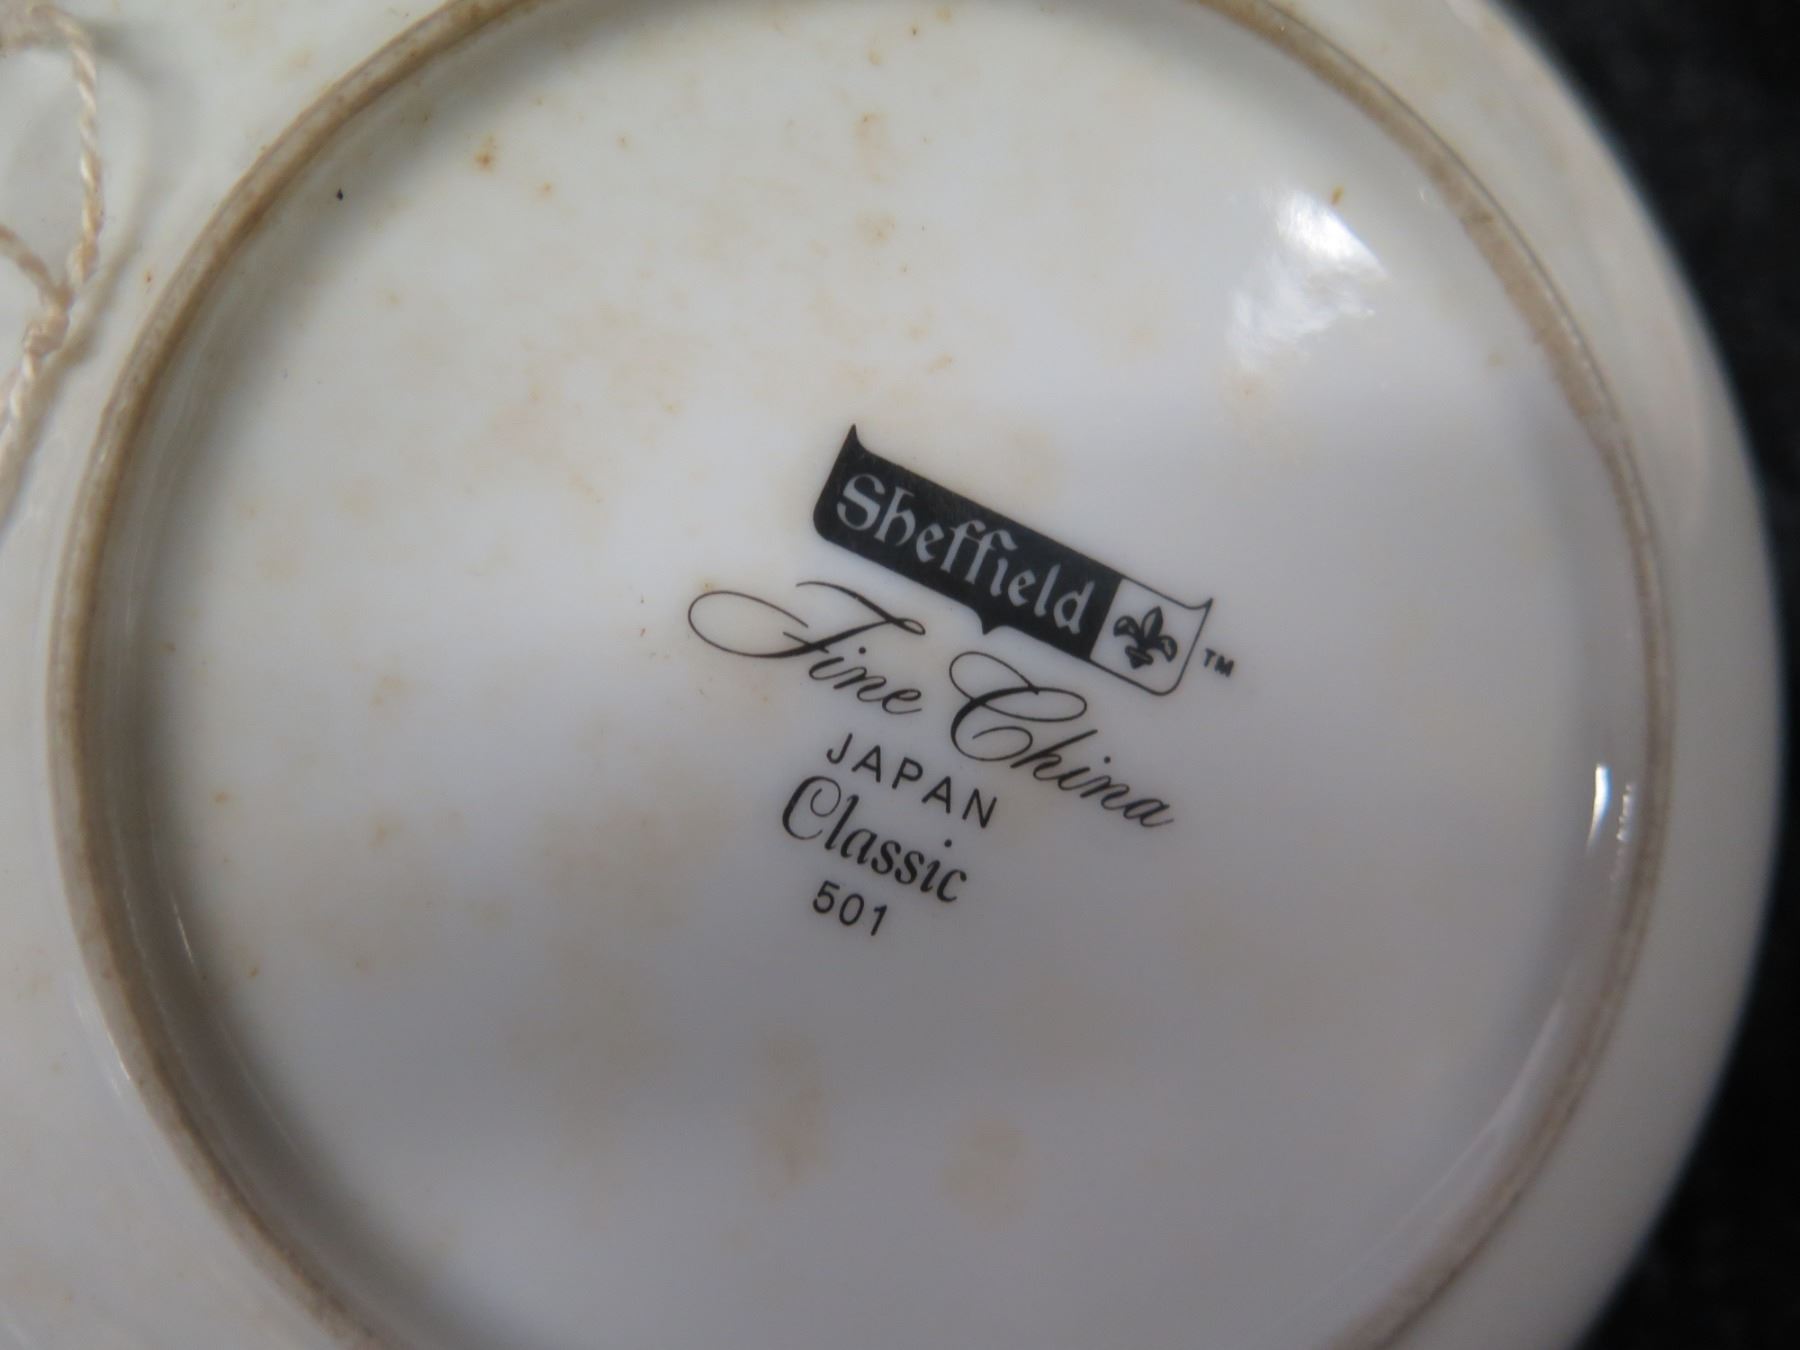 Sheffield TM
Fine China
JAPAN
Classic
501